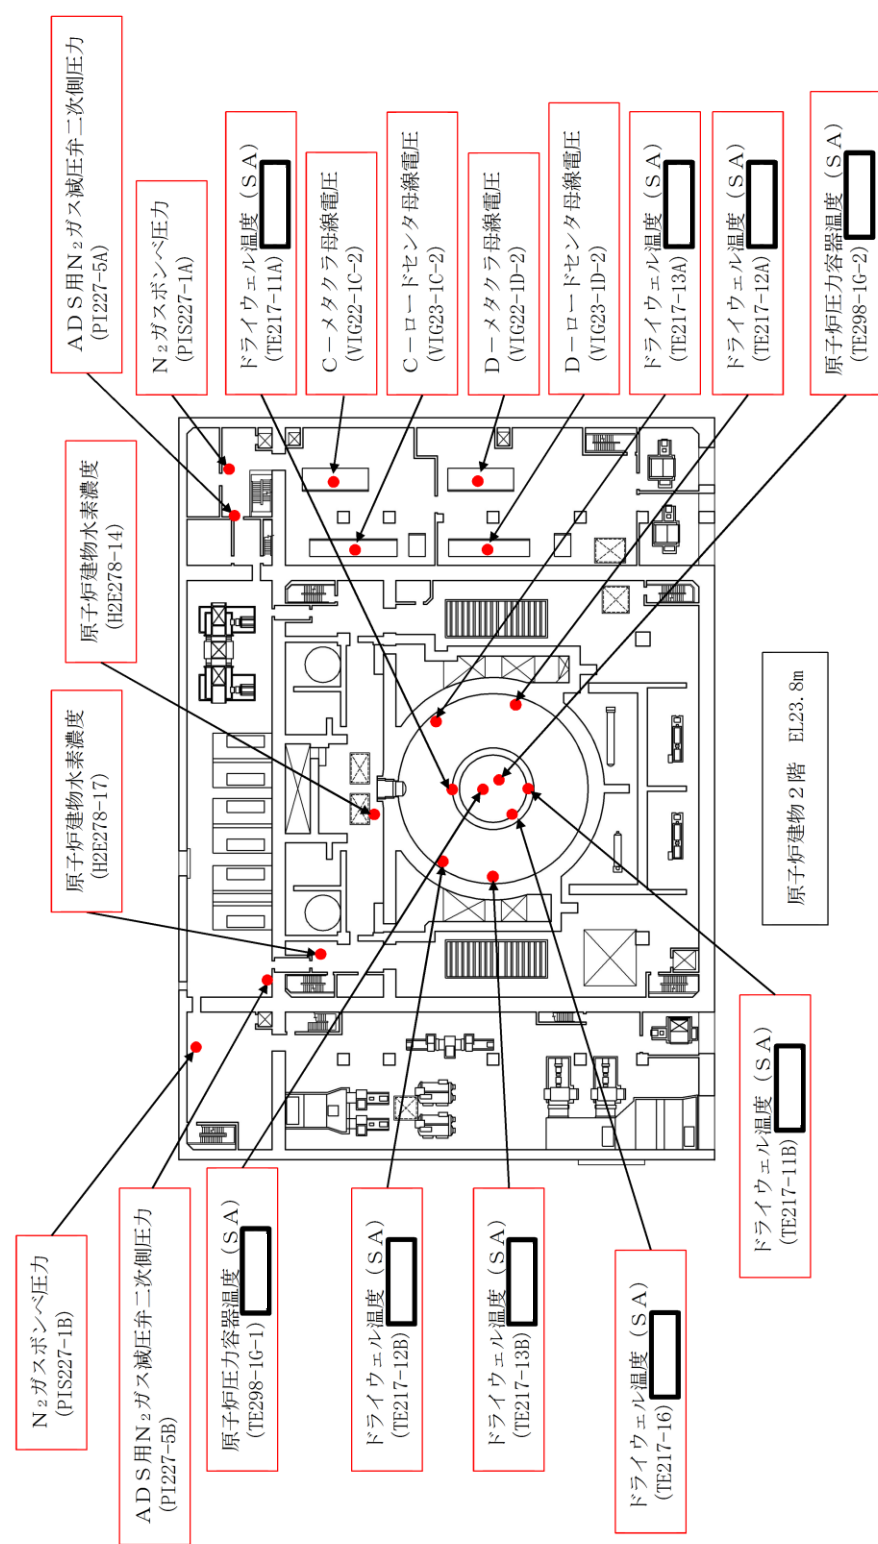 ＡＤＳ用Ｎ₂ガス減圧弁二次側圧力
(PI227-5A)
Ｎ₂ガスボンベ圧力
(PIS227-1A)
ドライウェル温度（ＳＡ）
(TE217-11A)
Ｃ－メタクラ母線電圧
(VIG22-1C-2)
Ｃ－ロードセンタ母線電圧
(VIG23-1C-2)
Ｄ－メタクラ母線電圧
(VIG22-1D-2)
Ｄ－ロードセンタ母線電圧
(VIG23-1D-2)
ドライウェル温度（ＳＡ）
(TE217-13A)
ドライウェル温度（ＳＡ）
(TE217-12A)
原子炉圧力容器温度（ＳＡ）
(TE298-1G-2)
原子炉建物水素濃度
(H2E278-14)
原子炉建物水素濃度
(H2E278-17)
原子炉建物２階　EL23.8m
Ｎ₂ガスボンベ圧力
(PIS227-1B)
ＡＤＳ用Ｎ₂ガス減圧弁二次側圧力
(PI227-5B)
原子炉圧力容器温度（ＳＡ）
(TE298-1G-1)
ドライウェル温度（ＳＡ）
(TE217-12B)
ドライウェル温度（ＳＡ）
(TE217-13B)
ドライウェル温度（ＳＡ）
(TE217-16)
ドライウェル温度（ＳＡ）
(TE217-11B)